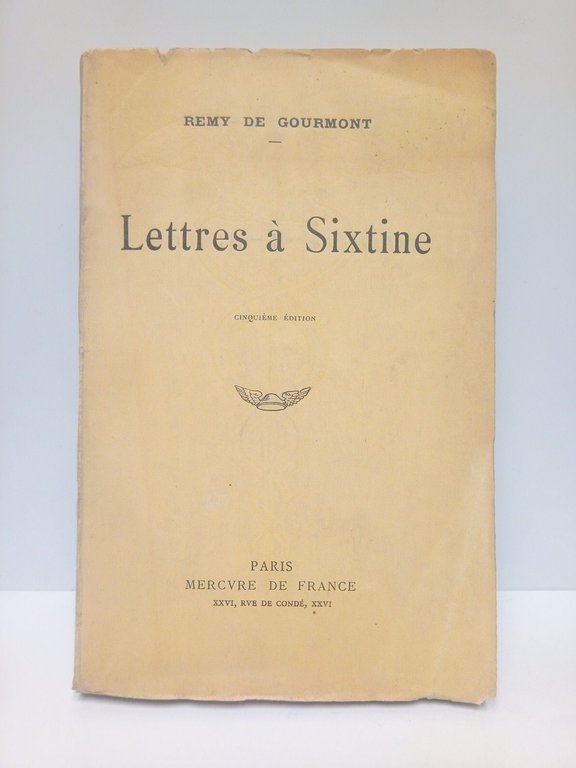 REMY DE GOURMONT
Lettres à Sixtine
CINQUIÈME ÉDITION
PARIS
MERCVRE DE FRANCE
XXVI, RVE DE CONDÉ, XXVI